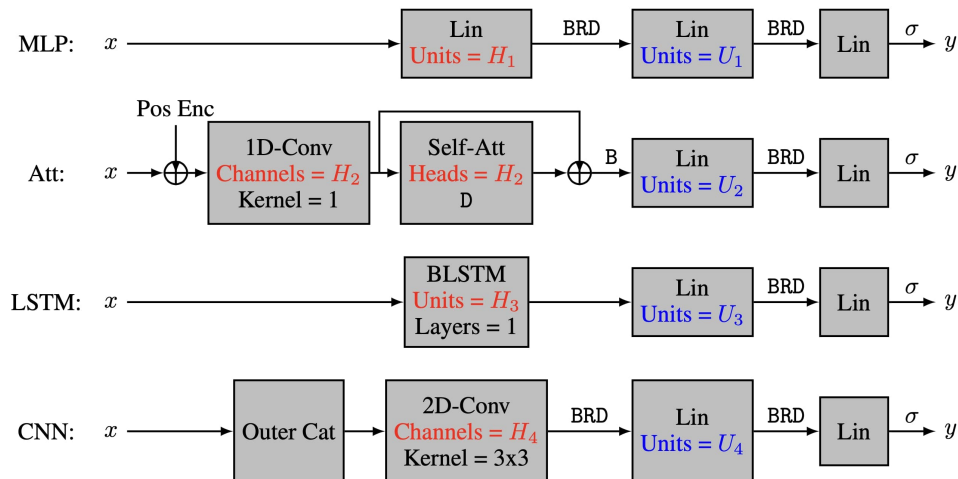 MLP: x Lin Units = H₁ BRD Lin Units = U₁ BRD Lin σ y
Pos Enc
Att: x 1D-Conv Channels = H₂ Kernel = 1 Self-Att Heads = H₂ D B Lin Units = U₂ BRD Lin σ y
LSTM: x BLSTM Units = H₃ Layers = 1 Lin Units = U₃ BRD Lin σ y
CNN: x Outer Cat 2D-Conv Channels = H₄ Kernel = 3x3 BRD Lin Units = U₄ BRD Lin σ y